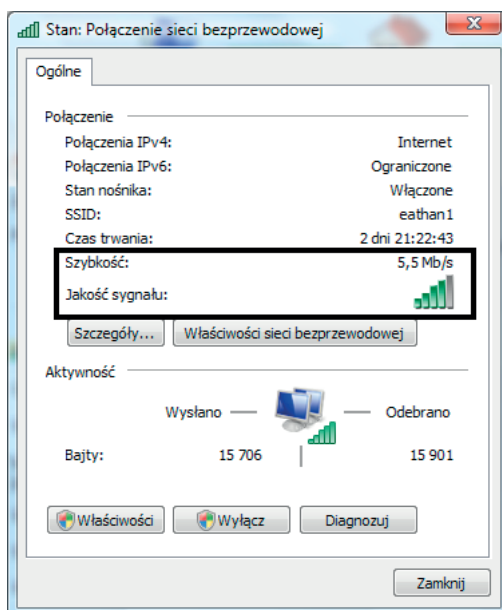 Stan: Połączenie sieci bezprzewodowej
Ogólne
Połączenie
Połączenia IPv4: Internet
Połączenia IPv6: Ograniczone
Stan nośnika: Włączone
SSID: eathan1
Czas trwania: 2 dni 21:22:43
Szybkość: 5,5 Mb/s
Jakość sygnału:
Szczegóły... Właściwości sieci bezprzewodowej
Aktywność
Wysłano Odebrano
Bajty: 15 706 15 901
Właściwości Wyłącz Diagnozuj
Zamknij